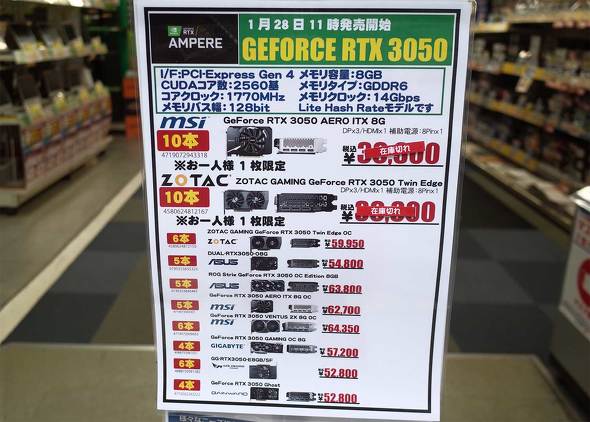 1月28日11時発売開始
RTX
AMPERE
GEFORCE RTX 3050
I/F:PCI-Express Gen 4 メモリ容量:8GB
CUDAコア数:2560基 メモリタイプ:GDDR6
コアクロック:1770MHz メモリクロック:14Gbps
メモリバス幅:128bit Lite Hash Rateモデルです
msi GeForce RTX 3050 AERO ITX 8G
DPx3/HDMIx1 補助電源:8Pinx1
10本
4719072943318
税込 ¥ 在庫切れ
※お一人様 1枚限定
ZOTAC ZOTAC GAMING GeForce RTX 3050 Twin Edge
DPx3/HDMIx1 補助電源:8Pinx1
10本
4580624812167
税込 ¥ 在庫切れ
※お一人様 1枚限定
ZOTAC GAMING GeForce RTX 3050 Twin Edge OC
6本 ZOTAC ¥59,950
DUAL-RTX3050-O8G
5本 ASUS ¥54,800
ROG Strix GeForce RTX 3050 OC Edition 8GB
5本 ASUS ¥63,800
GeForce RTX 3050 AERO ITX 8G OC
5本 msi ¥62,700
GeForce RTX 3050 VENTUS 2X 8G OC
6本 msi ¥64,350
GeForce RTX 3050 GAMING OC 8G
4本 GIGABYTE ¥57,200
GG-RTX3050-E8GB/SF
6本 ¥52,800
GeForce RTX 3050 Ghost
4本 GAINWARD ¥52,800